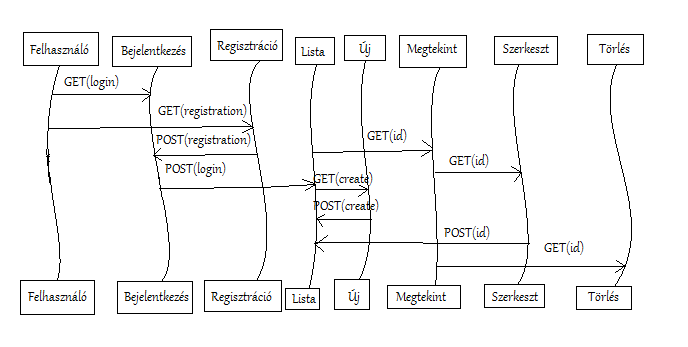 Felhasználó
Bejelentkezés
Regisztráció
Lista
Új
Megtekint
Szerkeszt
Törlés
GET(login)
GET(registration)
POST(registration)
GET(id)
GET(id)
POST(login)
GET(create)
POST(create)
POST(id)
GET(id)
Felhasználó
Bejelentkezés
Regisztráció
Lista
Új
Megtekint
Szerkeszt
Törlés